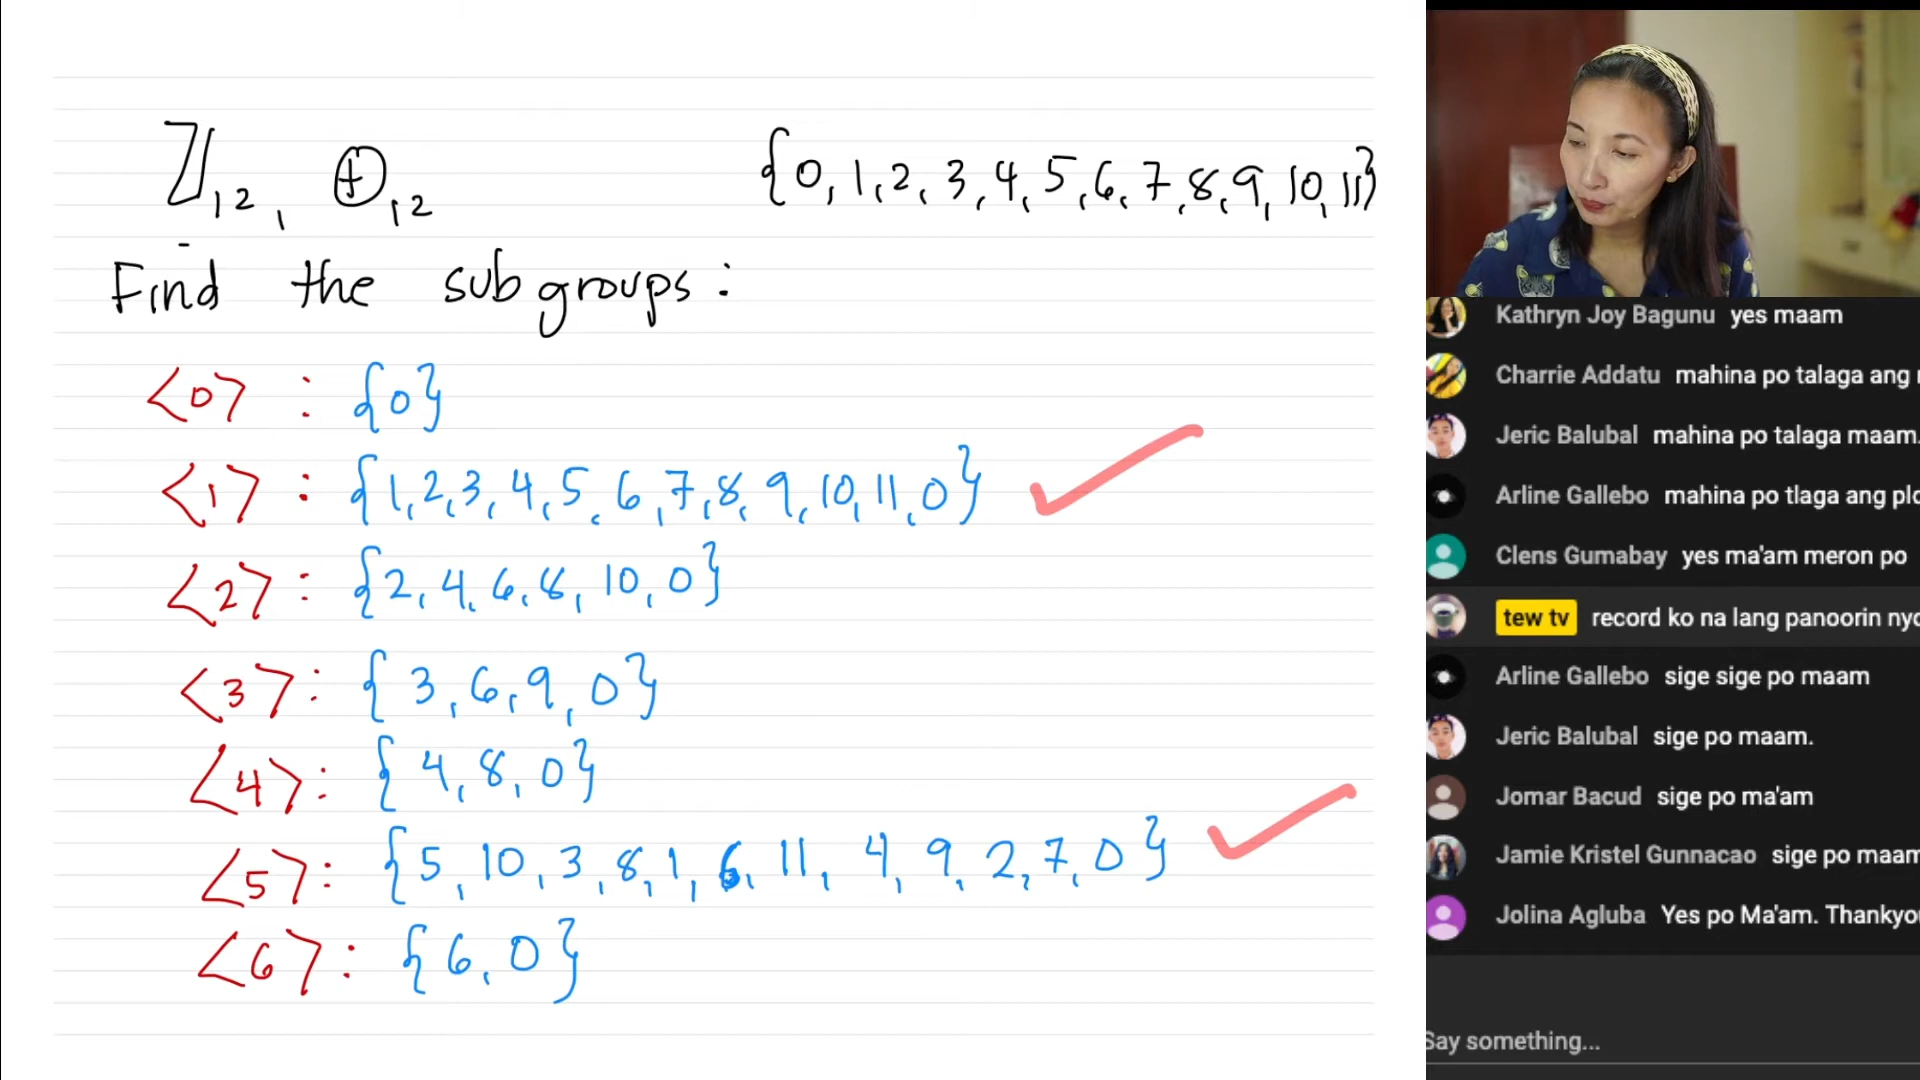 ℤ₁₂, ⊕₁₂ {0, 1, 2, 3, 4, 5, 6, 7, 8, 9, 10, 11}
Find the subgroups :
<0> : {0}
<1> : {1, 2, 3, 4, 5, 6, 7, 8, 9, 10, 11, 0}
<2> : {2, 4, 6, 8, 10, 0}
<3> : {3, 6, 9, 0}
<4> : {4, 8, 0}
<5> : {5, 10, 3, 8, 1, 6, 11, 4, 9, 2, 7, 0}
<6> : {6, 0}
Kathryn Joy Bagunu yes maam
Charrie Addatu mahina po talaga ang
Jeric Balubal mahina po talaga maam.
Arline Gallebo mahina po tlaga ang
Clens Gumabay yes ma'am meron po
tew tv record ko na lang panoorin
Arline Gallebo sige sige po maam
Jeric Balubal sige po maam.
Jomar Bacud sige po ma'am
Jamie Kristel Gunnacao sige po maam
Jolina Agluba Yes po Ma'am.
Say something...